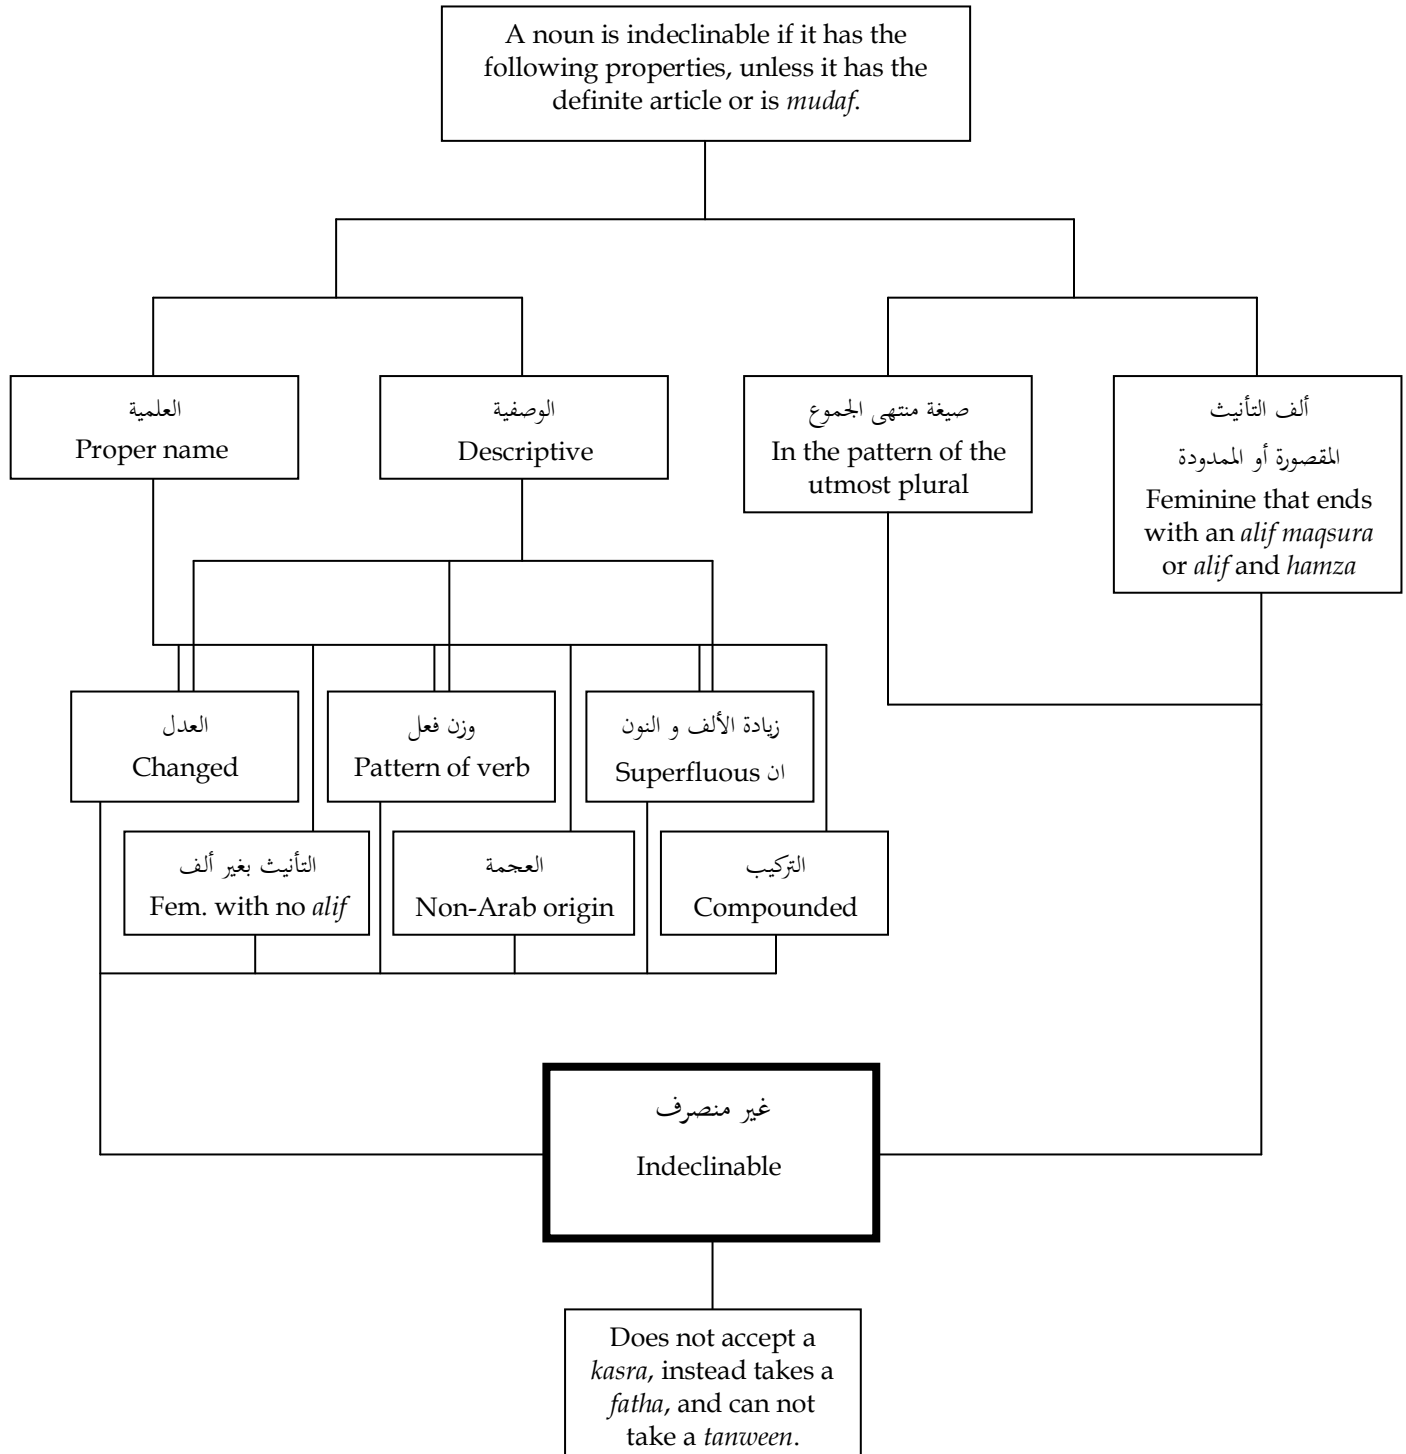 A noun is indeclinable if it has the
following properties, unless it has the
definite article or is mudaf.
العلمية
Proper name
الوصفية
Descriptive
صيغة منتهى الجموع
In the pattern of the
utmost plural
ألف التأنيث
المقصورة أو الممدودة
Feminine that ends
with an alif maqsura
or alif and hamza
العدل
Changed
وزن فعل
Pattern of verb
زيادة الألف و النون
Superfluous ان
التأنيث بغير ألف
Fem. with no alif
العجمة
Non-Arab origin
التركيب
Compounded
غير منصرف
Indeclinable
Does not accept a
kasra, instead takes a
fatha, and can not
take a tanween.